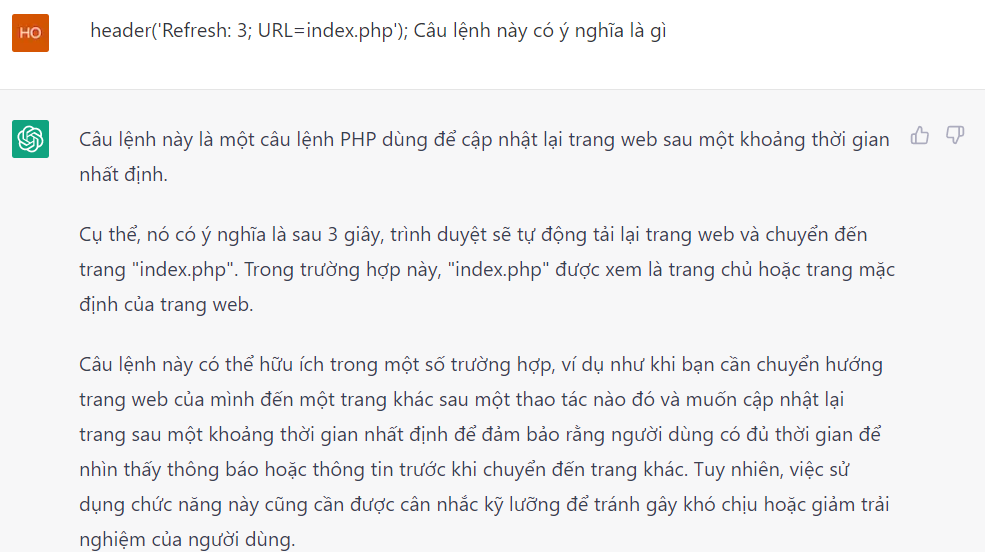 HO
header('Refresh: 3; URL=index.php'); Câu lệnh này có ý nghĩa là gì
Câu lệnh này là một câu lệnh PHP dùng để cập nhật lại trang web sau một khoảng thời gian
nhất định.
Cụ thể, nó có ý nghĩa là sau 3 giây, trình duyệt sẽ tự động tải lại trang web và chuyển đến
trang "index.php". Trong trường hợp này, "index.php" được xem là trang chủ hoặc trang mặc
định của trang web.
Câu lệnh này có thể hữu ích trong một số trường hợp, ví dụ như khi bạn cần chuyển hướng
trang web của mình đến một trang khác sau một thao tác nào đó và muốn cập nhật lại
trang sau một khoảng thời gian nhất định để đảm bảo rằng người dùng có đủ thời gian để
nhìn thấy thông báo hoặc thông tin trước khi chuyển đến trang khác. Tuy nhiên, việc sử
dụng chức năng này cũng cần được cân nhắc kỹ lưỡng để tránh gây khó chịu hoặc giảm trải
nghiệm của người dùng.